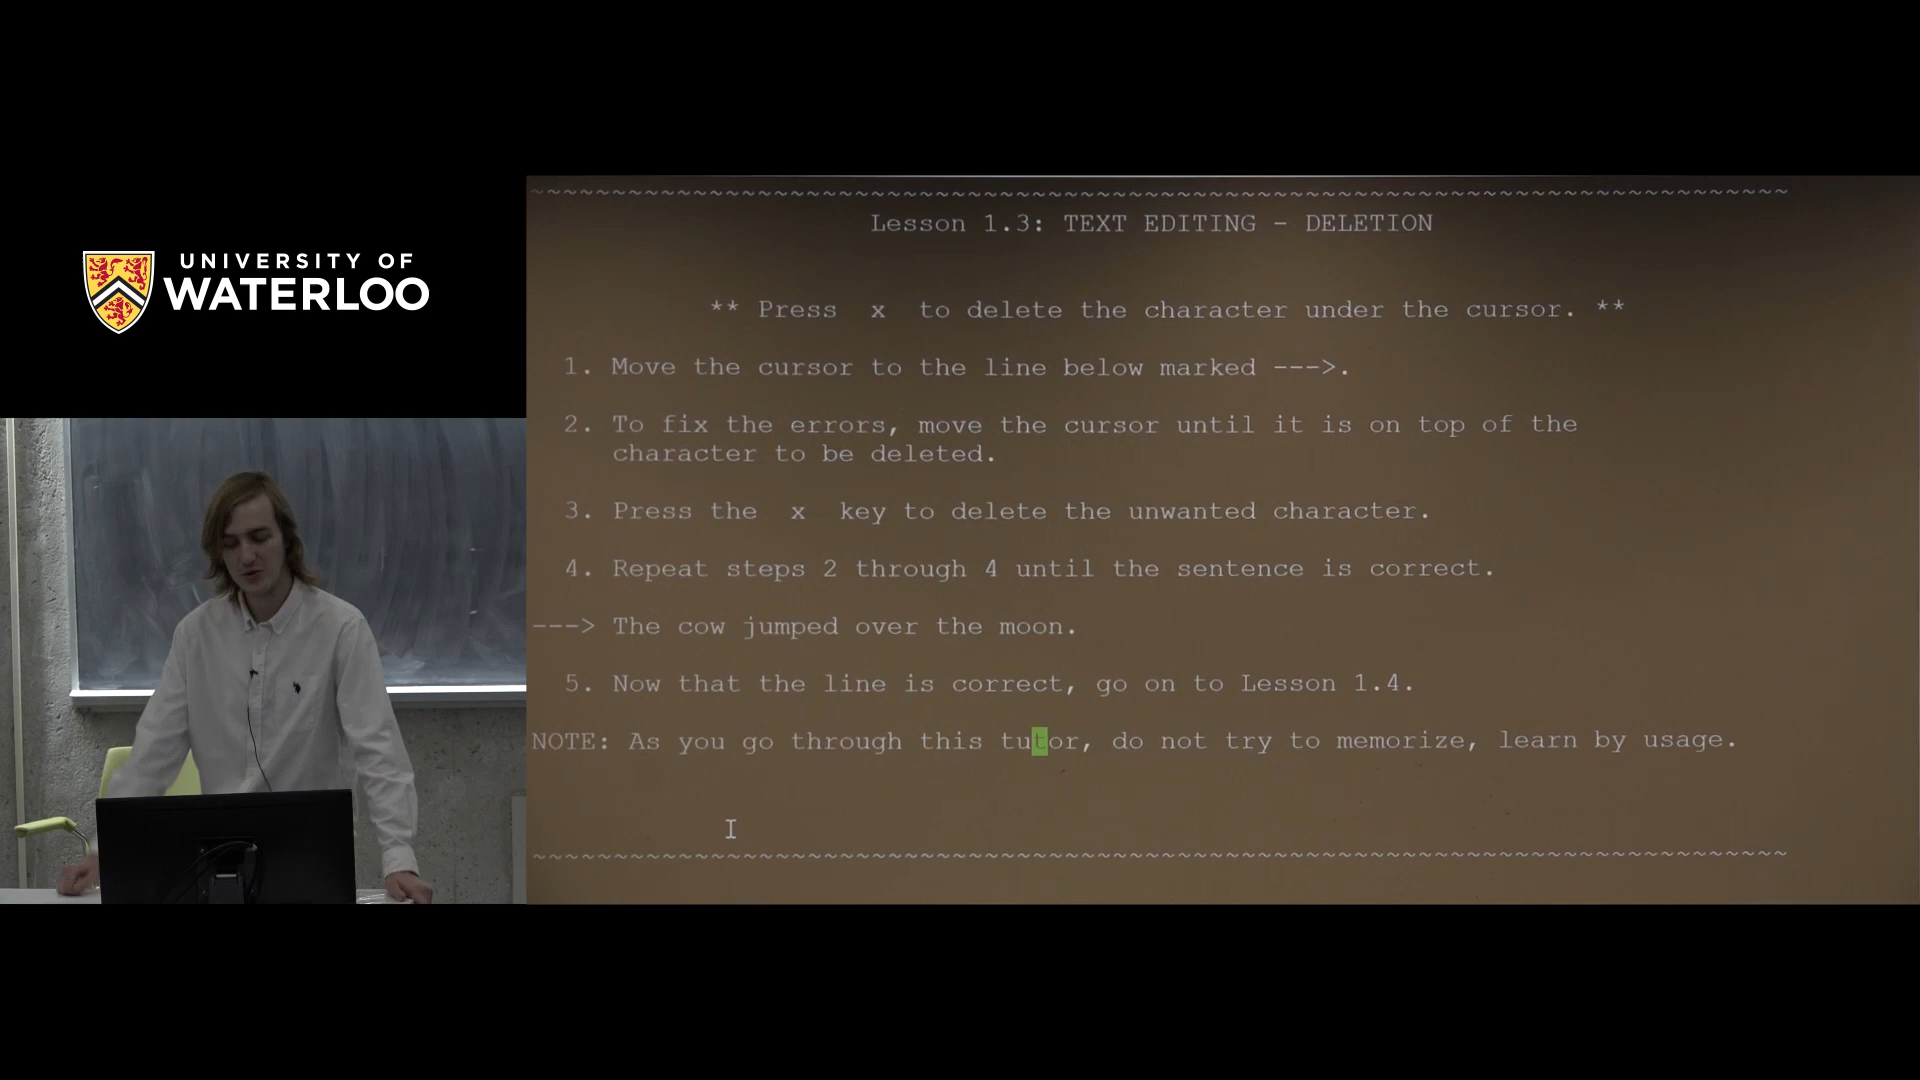 UNIVERSITY OF
WATERLOO
~~~~~~~~~~~~~~~~~~~~~~~~~~~~~~~~~~~~~~~~~~~~~~~~~~~~~~~~~~~~~~~~~~~~~~~~~~~~~~
Lesson 1.3: TEXT EDITING - DELETION
** Press x to delete the character under the cursor. **
1. Move the cursor to the line below marked --->.
2. To fix the errors, move the cursor until it is on top of the
character to be deleted.
3. Press the x key to delete the unwanted character.
4. Repeat steps 2 through 4 until the sentence is correct.
---> The cow jumped over the moon.
5. Now that the line is correct, go on to Lesson 1.4.
NOTE: As you go through this tutor, do not try to memorize, learn by usage.
~~~~~~~~~~~~~~~~~~~~~~~~~~~~~~~~~~~~~~~~~~~~~~~~~~~~~~~~~~~~~~~~~~~~~~~~~~~~~~